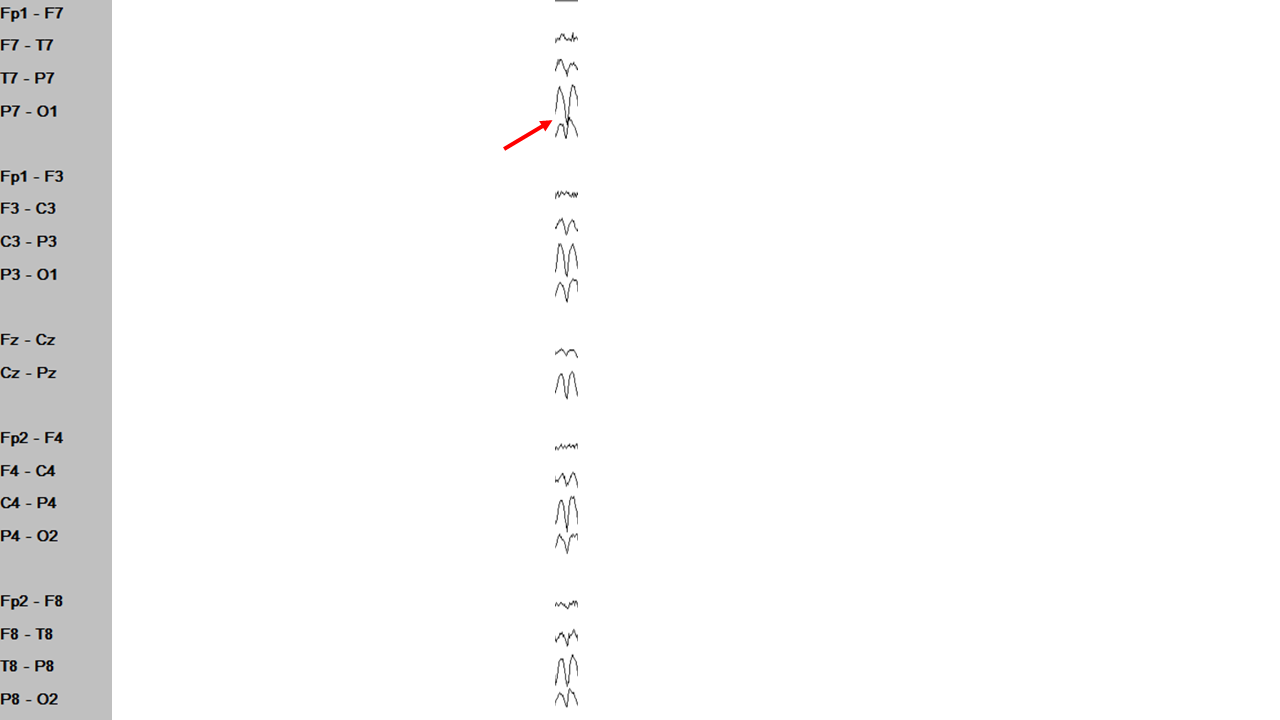 Fp1 - F7
F7 - T7
T7 - P7
P7 - O1
Fp1 - F3
F3 - C3
C3 - P3
P3 - O1
Fz - Cz
Cz - Pz
Fp2 - F4
F4 - C4
C4 - P4
P4 - O2
Fp2 - F8
F8 - T8
T8 - P8
P8 - O2